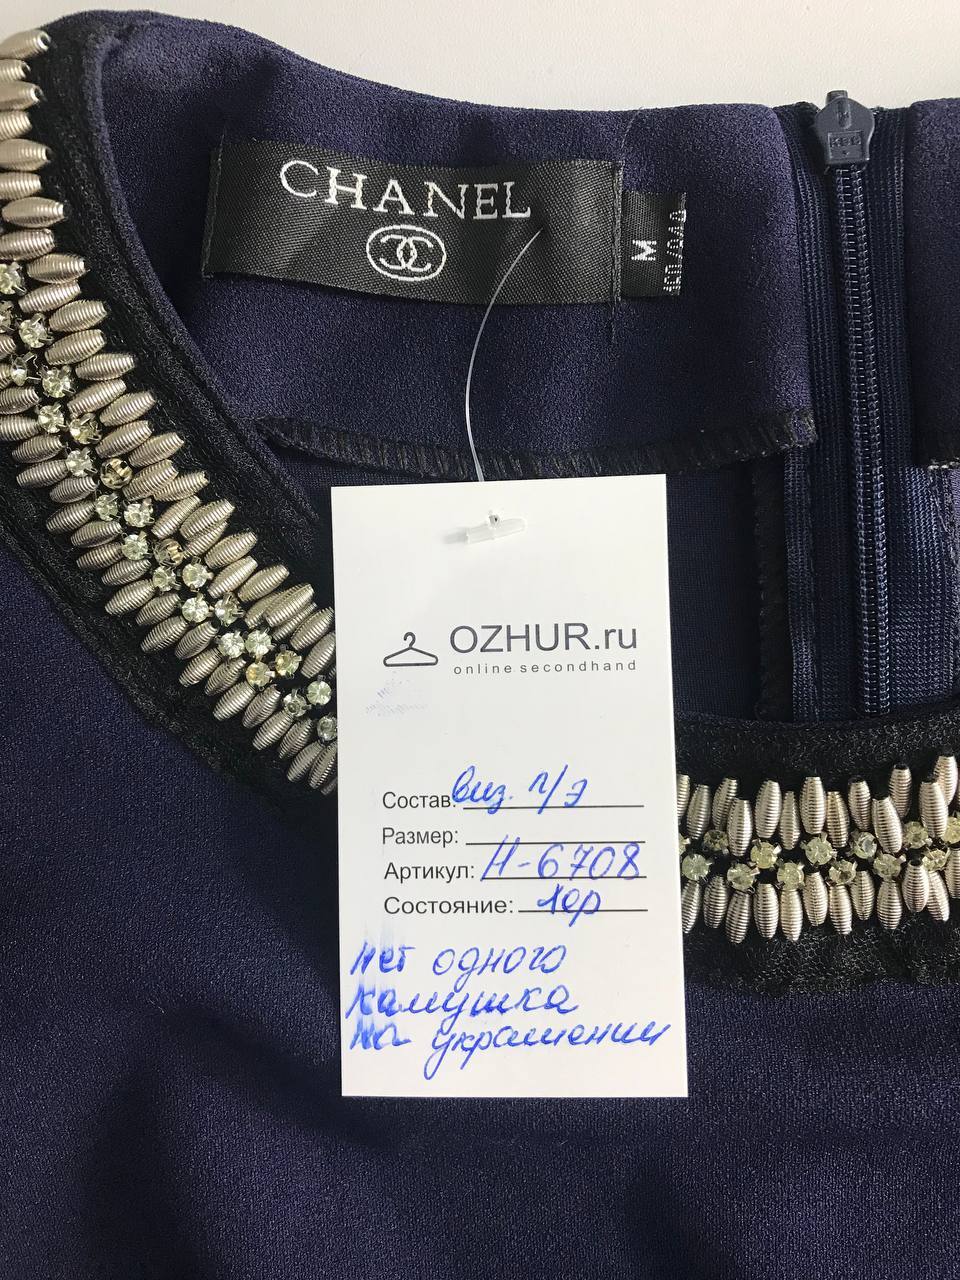 CHANEL
M
OZHUR.ru
online secondhand
Состав: виз. п/э
Размер:
Артикул: Н-6708
Состояние: хор
нет одного
камушка
на украшении